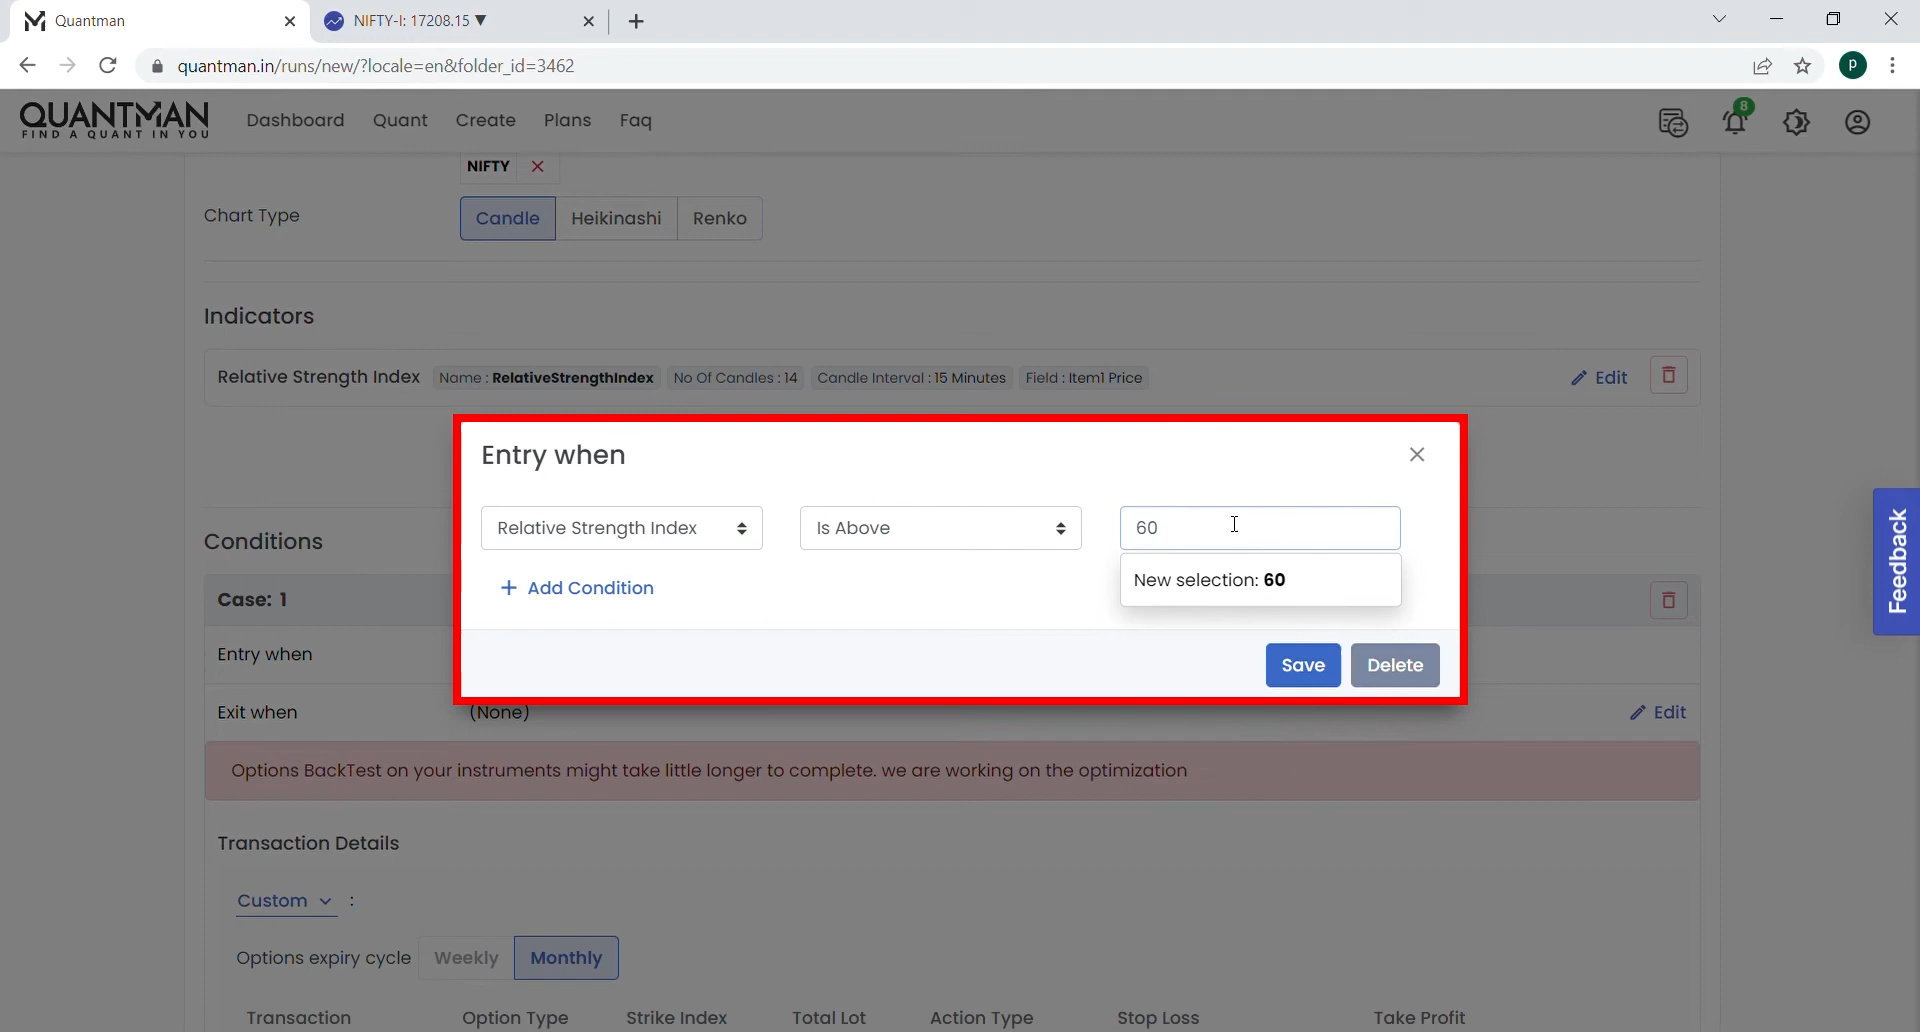 Quantman
NIFTY-I: 17208.15 ▼
quantman.in/runs/new/?locale=en&folder_id=3462
P
QUANTMAN
FIND A QUANT IN YOU
Dashboard Quant Create Plans Faq
8
NIFTY
Chart Type Candle Heikinashi Renko
Indicators
Relative Strength Index Name : RelativeStrengthIndex No Of Candles : 14 Candle Interval : 15 Minutes Field : Item1 Price Edit
Entry when
Relative Strength Index Is Above 60
+ Add Condition
New selection: 60
Save Delete
Feedback
Conditions
Case: 1
Entry when
Exit when (None) Edit
Options BackTest on your instruments might take little longer to complete. we are working on the optimization
Transaction Details
Custom :
Options expiry cycle Weekly Monthly
Transaction Option Type Strike Index Total Lot Action Type Stop Loss Take Profit